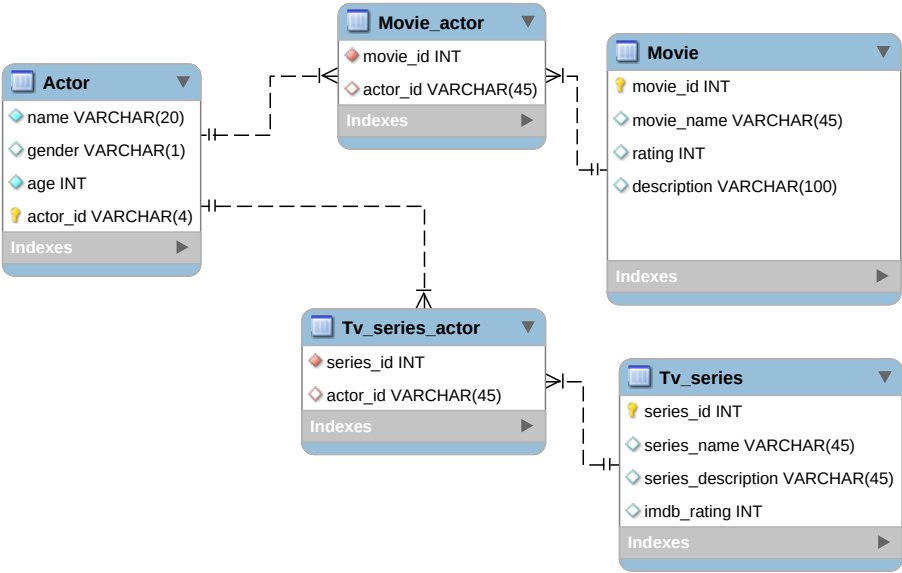 Actor
name VARCHAR(20)
gender VARCHAR(1)
age INT
actor_id VARCHAR(4)
Indexes
Movie_actor
movie_id INT
actor_id VARCHAR(45)
Indexes
Movie
movie_id INT
movie_name VARCHAR(45)
rating INT
description VARCHAR(100)
Indexes
Tv_series_actor
series_id INT
actor_id VARCHAR(45)
Indexes
Tv_series
series_id INT
series_name VARCHAR(45)
series_description VARCHAR(45)
imdb_rating INT
Indexes